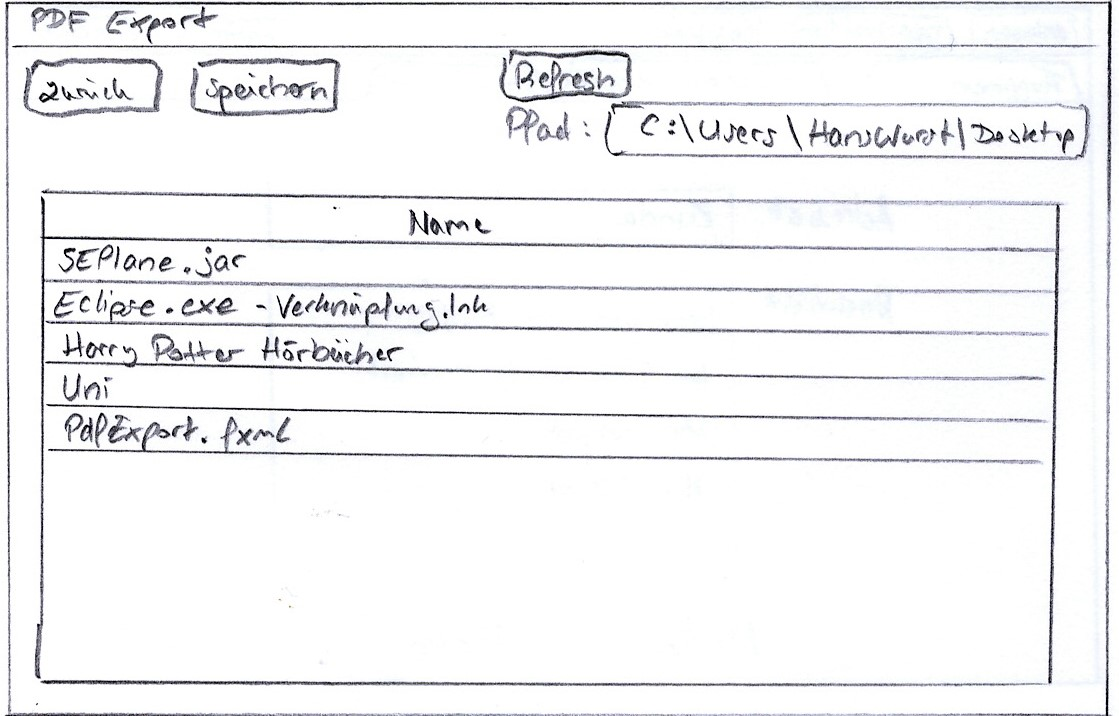 PDF Export
zurück speichern Refresh
Pfad: C:\Users\HansWurst\Desktop
Name
SEPlane.jar
Eclipse.exe - Verknüpfung.lnk
Harry Potter Hörbücher
Uni
PdfExport.fxml